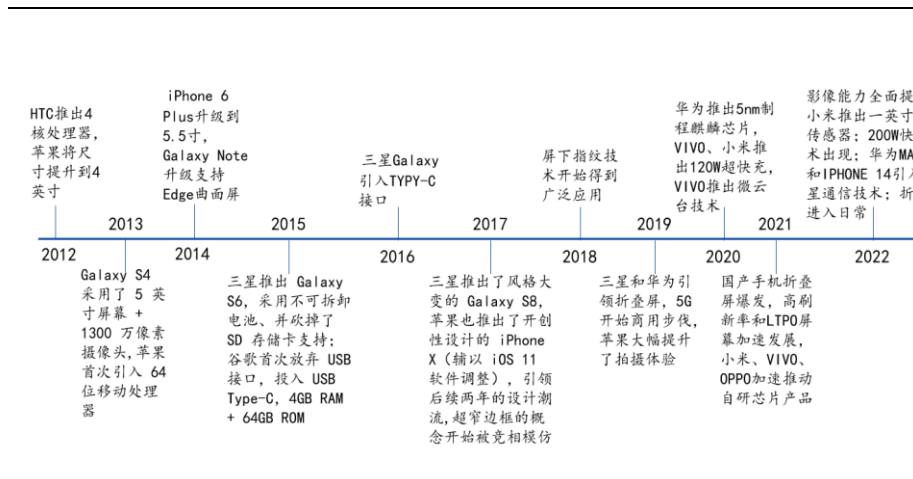 HTC推出4
核处理器,
苹果将尺
寸提升到4
英寸
iPhone 6
Plus升级到
5.5寸,
Galaxy Note
升级支持
Edge曲面屏
三星Galaxy
引入TYPY-C
接口
屏下指纹技
术开始得到
广泛应用
华为推出5nm制
程麒麟芯片,
VIVO、小米推
出120W超快充,
VIVO推出微云
台技术
影像能力全面提
小米推出一英寸
传感器; 200W快
术出现; 华为MA
和IPHONE 14引入
星通信技术; 折
进入日常
2013
2015
2017
2019
2021
2012
2014
2016
2018
2020
2022
Galaxy S4
采用了 5 英
寸屏幕 +
1300 万像素
摄像头,苹果
首次引入 64
位移动处理
器
三星推出 Galaxy
S6, 采用不可拆卸
电池、并砍掉了
SD 存储卡支持;
谷歌首次放弃 USB
接口, 投入 USB
Type-C, 4GB RAM
+ 64GB ROM
三星推出了风格大
变的 Galaxy S8,
苹果也推出了开创
性设计的 iPhone
X（辅以 iOS 11
软件调整）, 引领
后续两年的设计潮
流,超窄边框的概
念开始被竞相模仿
三星和华为引
领折叠屏, 5G
开始商用步伐,
苹果大幅提升
了拍摄体验
国产手机折叠
屏爆发, 高刷
新率和LTPO屏
幕加速发展,
小米、VIVO、
OPPO加速推动
自研芯片产品